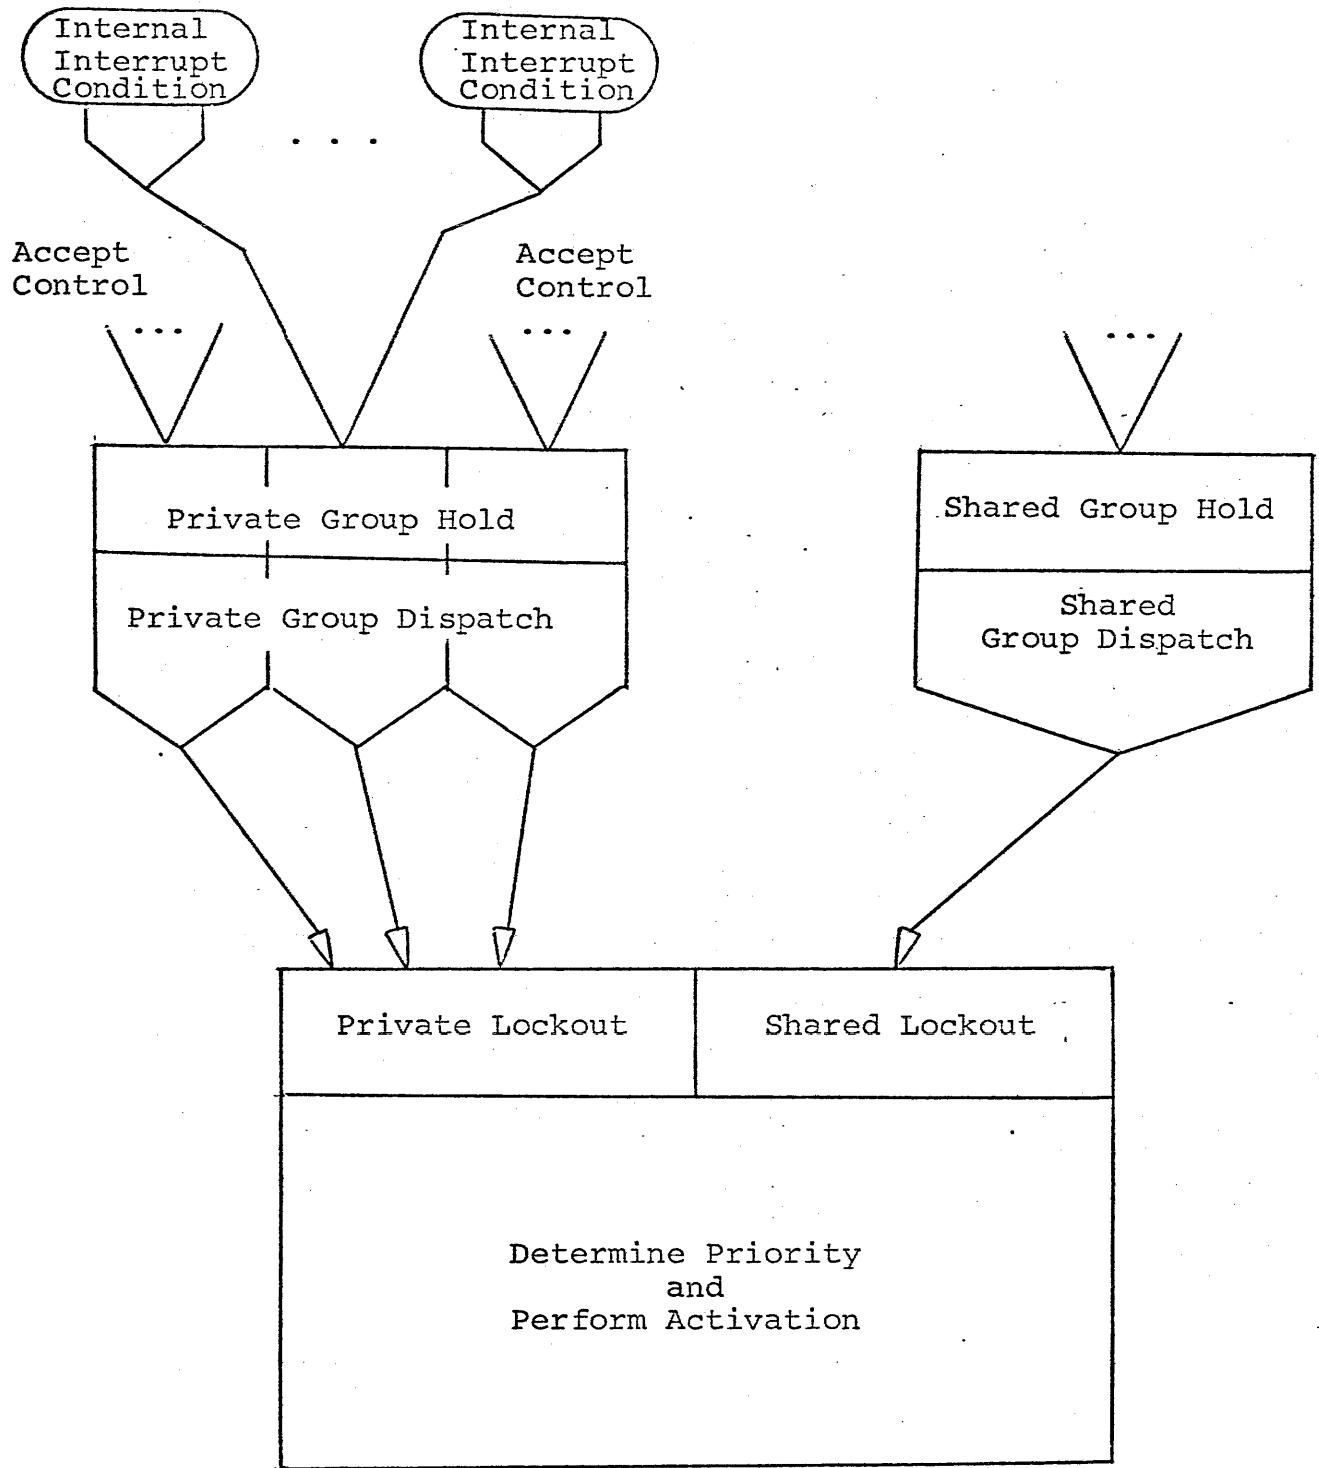 Internal
Interrupt
Condition
Internal
Interrupt
Condition
. . .
Accept
Control
Accept
Control
...
...
...
Private Group Hold
Shared Group Hold
Private Group Dispatch
Shared
Group Dispatch
Private Lockout
Shared Lockout
Determine Priority
and
Perform Activation